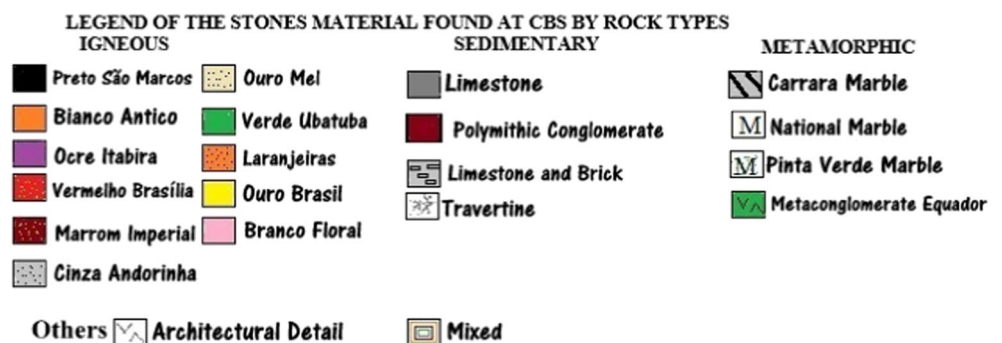 LEGEND OF THE STONES MATERIAL FOUND AT CBS BY ROCK TYPES
IGNEOUS
Preto São Marcos
Bianco Antico
Ocre Itabira
Vermelho Brasília
Marrom Imperial
Cinza Andorinha
Ouro Mel
Verde Ubatuba
Laranjeiras
Ouro Brasil
Branco Floral
SEDIMENTARY
Limestone
Polymithic Conglomerate
Limestone and Brick
Travertine
METAMORPHIC
Carrara Marble
M National Marble
M Pinta Verde Marble
Metaconglomerate Equador
Others Architectural Detail
Mixed